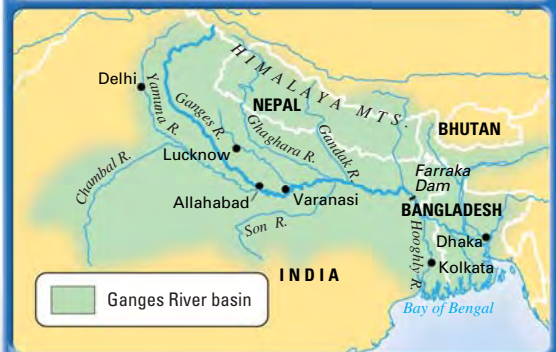 HIMALAYA MTS.
Delhi
Yamuna R.
Ganges R.
NEPAL
Ghaghara R.
Gandak R.
BHUTAN
Lucknow
Chambal R.
Farraka
Dam
Allahabad
Varanasi
BANGLADESH
Son R.
Hooghly R.
Dhaka
INDIA
Kolkata
Ganges River basin
Bay of Bengal